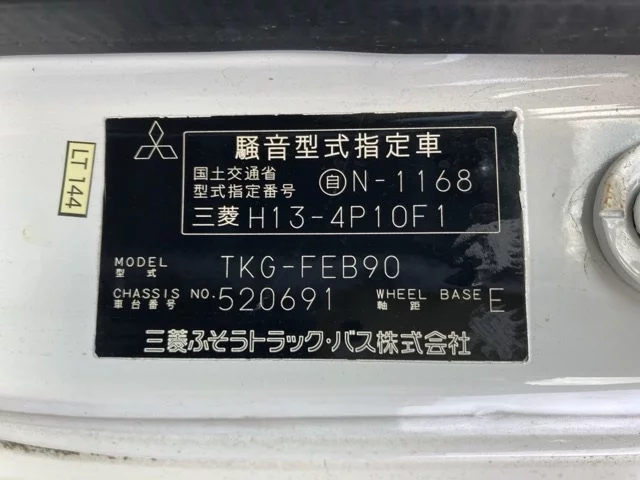 騒音型式指定車
国土交通省
型式指定番号 自N-1168
三菱 H13-4P10F1
MODEL
型式 TKG-FEB90
CHASSIS NO.
車台番号 520691 WHEEL BASE
軸距 E
三菱ふそうトラック・バス株式会社
LT 144